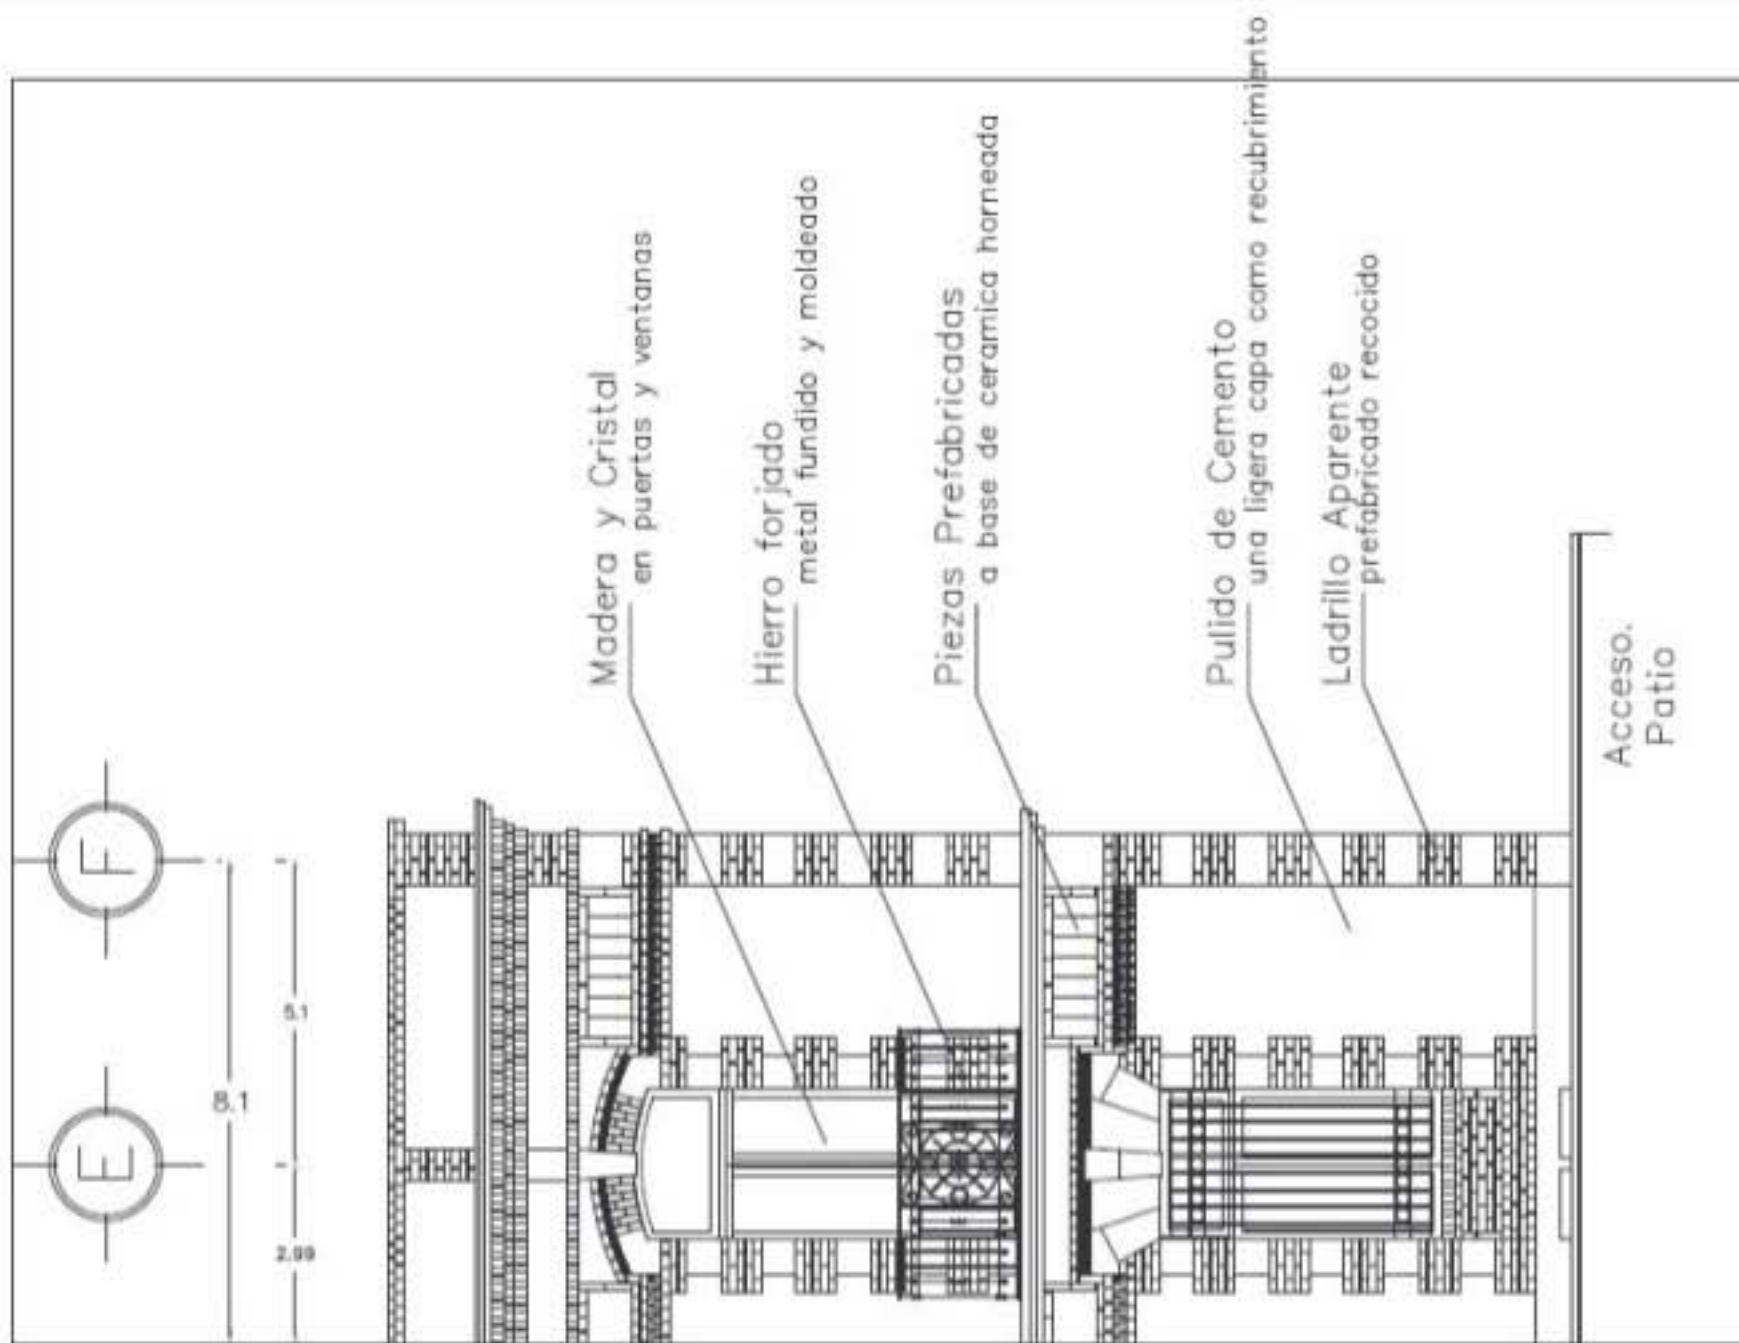 E
F
8.1
2.99
5.1
Madera y Cristal
en puertas y ventanas
Hierro forjado
metal fundido y moldeado
Piezas Prefabricadas
a base de ceramica horneada
Pulido de Cemento
una ligera capa como recubrimiento
Ladrillo Aparente
prefabricado recocido
Acceso.
Patio